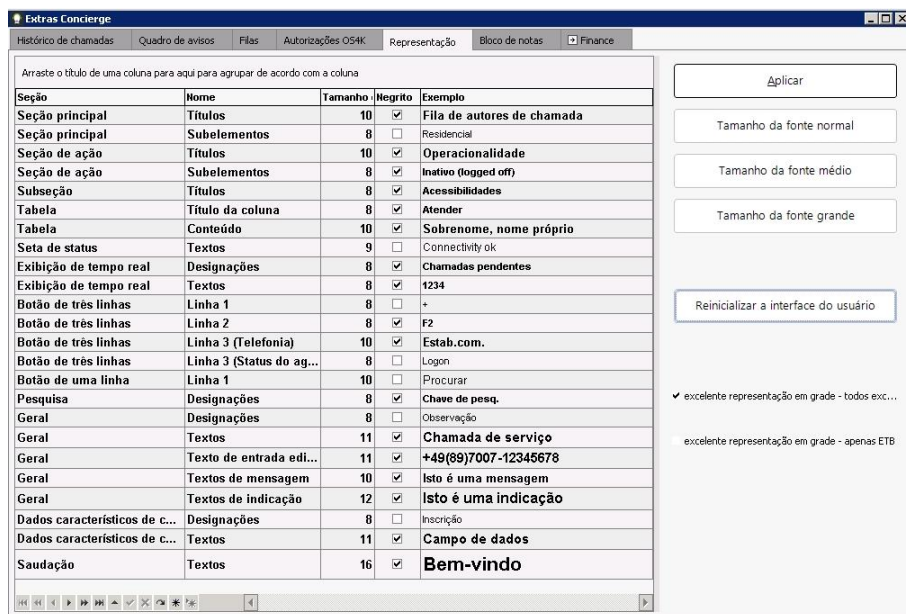 Extras Concierge
Histórico de chamadas Quadro de avisos Filas Autorizações OS4K Representação Bloco de notas Finance
Arraste o título de uma coluna para aqui para agrupar de acordo com a coluna
Seção Nome Tamanho Negrito Exemplo
Seção principal Títulos 10 Fila de autores de chamada
Seção principal Subelementos 8 Residencial
Seção de ação Títulos 10 Operacionalidade
Seção de ação Subelementos 8 Inativo (logged off)
Subseção Títulos 8 Acessibilidades
Tabela Título da coluna 8 Atender
Tabela Conteúdo 10 Sobrenome, nome próprio
Seta de status Textos 9 Connectivity ok
Exibição de tempo real Designações 8 Chamadas pendentes
Exibição de tempo real Textos 8 1234
Botão de três linhas Linha 1 8 +
Botão de três linhas Linha 2 8 F2
Botão de três linhas Linha 3 (Telefonia) 10 Estab.com.
Botão de três linhas Linha 3 (Status do ag... 8 Logon
Botão de uma linha Linha 1 10 Procurar
Pesquisa Designações 8 Chave de pesq.
Geral Designações 8 Observação
Geral Textos 11 Chamada de serviço
Geral Texto de entrada edi... 11 +49(89)7007-12345678
Geral Textos de mensagem 10 Isto é uma mensagem
Geral Textos de indicação 12 Isto é uma indicação
Dados característicos de c... Designações 8 Inscrição
Dados característicos de c... Textos 11 Campo de dados
Saudação Textos 16 Bem-vindo
Aplicar
Tamanho da fonte normal
Tamanho da fonte médio
Tamanho da fonte grande
Reinicializar a interface do usuário
excelente representação em grade - todos exc...
excelente representação em grade - apenas ETB